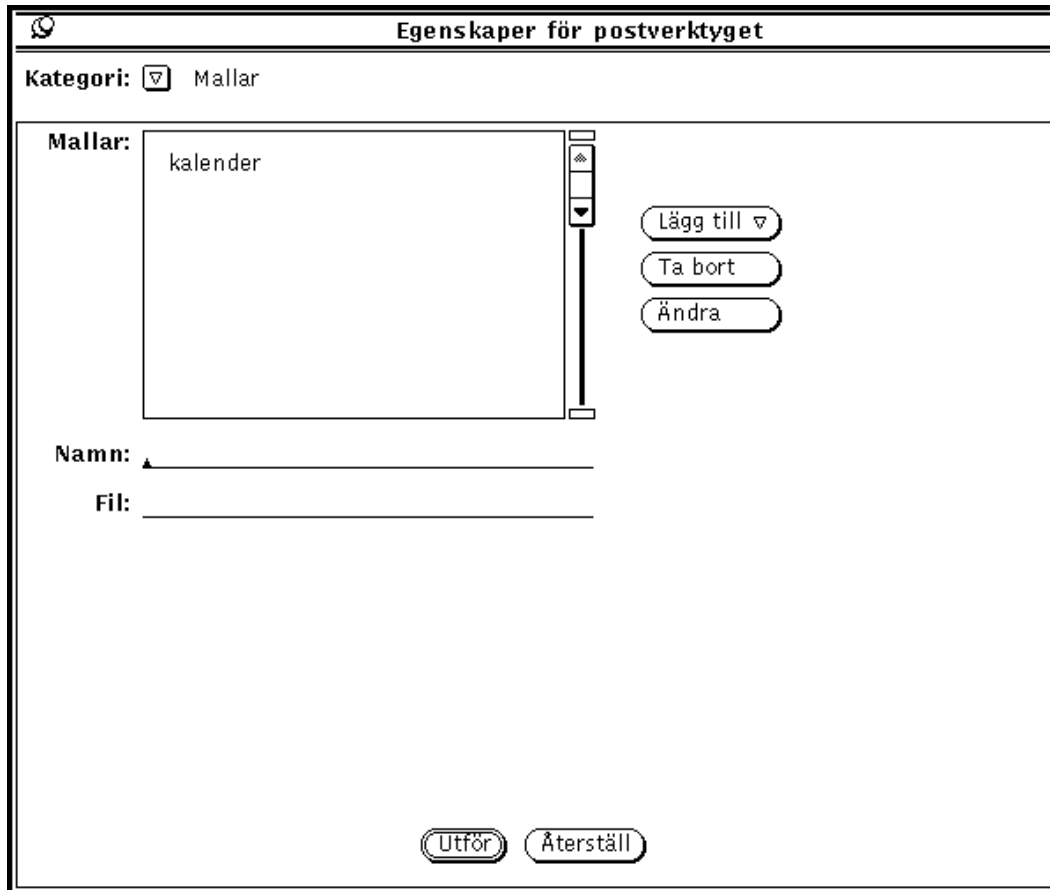 Egenskaper för postverktyget
Kategori: Mallar
Mallar:
kalender
Lägg till
Ta bort
Ändra
Namn:
Fil:
Utför Återställ